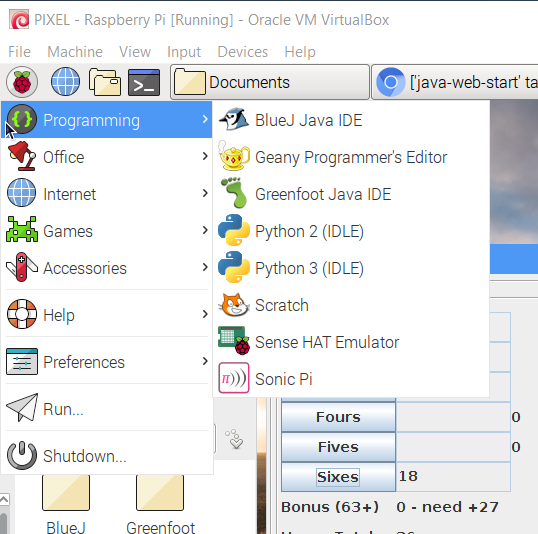 PIXEL - Raspberry Pi [Running] - Oracle VM VirtualBox
File Machine View Input Devices Help
Documents ['java-web-start' ta
Programming
Office
Internet
Games
Accessories
Help
Preferences
Run...
Shutdown...
BlueJ Java IDE
Geany Programmer's Editor
Greenfoot Java IDE
Python 2 (IDLE)
Python 3 (IDLE)
Scratch
Sense HAT Emulator
Sonic Pi
Fours 0
Fives 0
Sixes 18
Bonus (63+) 0 - need +27
BlueJ Greenfoot